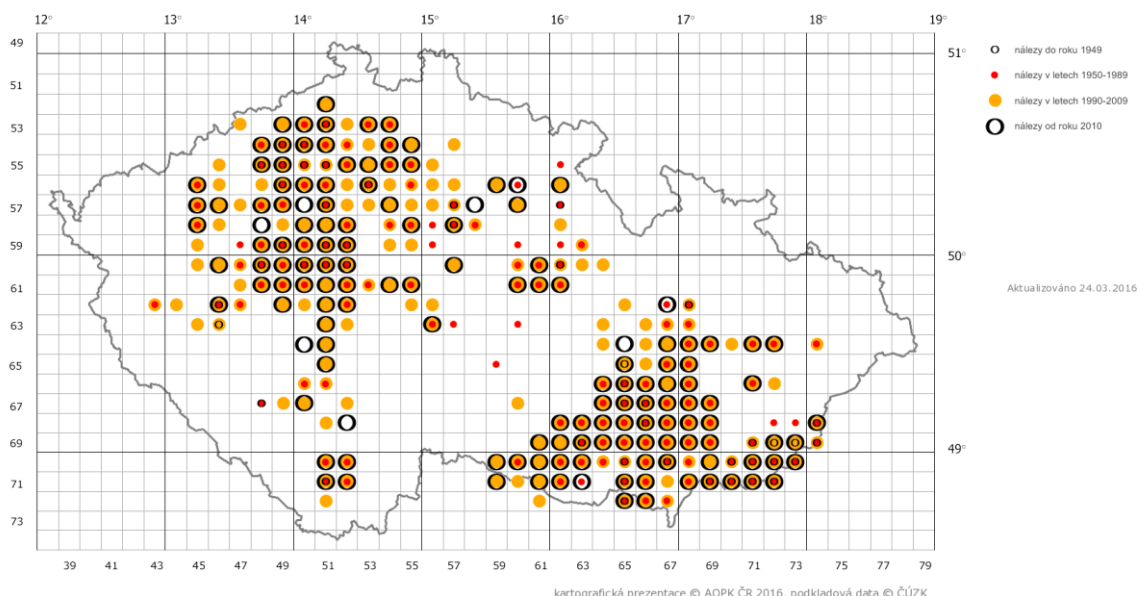 12° 13° 14° 15° 16° 17° 18° 19°
49
51°
nálezy do roku 1949
nálezy v letech 1950-1989
51
nálezy v letech 1990-2009
53
nálezy od roku 2010
55
57
59
50°
61
Aktualizováno 24.03.2016
63
65
67
69
49°
71
73
39 41 43 45 47 49 51 53 55 57 59 61 63 65 67 69 71 73 75 77 79
kartografická prezentace © AOPK ČR 2016, podkladová data © ČÚZK